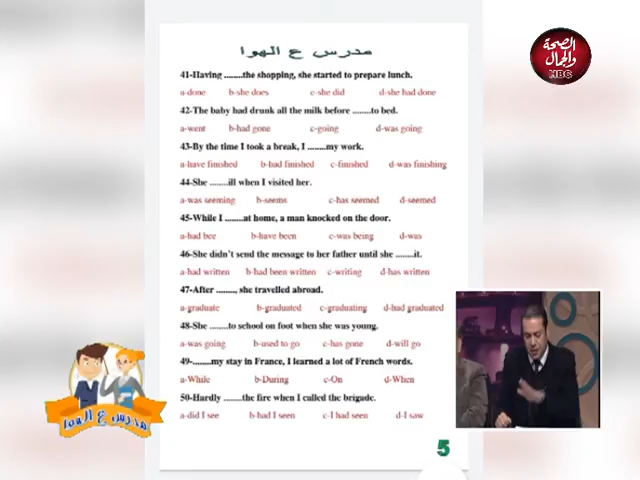 مدرس ع الهوا
41-Having ........the shopping, she started to prepare lunch.
a-done b-she does c-she did d-she had done
42-The baby had drunk all the milk before ........to bed.
a-went b-had gone c-going d-was going
43-By the time I took a break, I ........my work.
a-have finished b-had finished c-finished d-was finishing
44-She ........ill when I visited her.
a-was seeming b-seems c-has seemed d-seemed
45-While I ........at home, a man knocked on the door.
a-had bee b-have been c-was being d-was
46-She didn't send the message to her father until she ........it.
a-had written b-had been written c-writing d-has written
47-After ........, she travelled abroad.
a-graduate b-graduated c-graduating d-had graduated
48-She ........to school on foot when she was young.
a-was going b-used to go c-has gone d-will go
49-........my stay in France, I learned a lot of French words.
a-While b-During c-On d-When
50-Hardly ........the fire when I called the brigade.
a-did I see b-had I seen c-I had seen d-I saw
5
الصحة
والجمال
HBC
مدرس ع الهوا